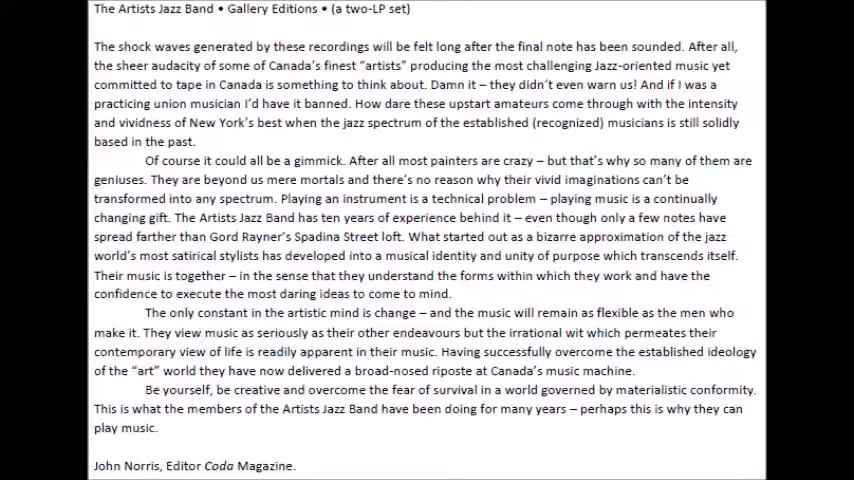 The Artists Jazz Band • Gallery Editions • (a two-LP set)
The shock waves generated by these recordings will be felt long after the final note has been sounded. After all,
the sheer audacity of some of Canada’s finest “artists” producing the most challenging Jazz-oriented music yet
committed to tape in Canada is something to think about. Damn it – they didn’t even warn us! And if I was a
practicing union musician I’d have it banned. How dare these upstart amateurs come through with the intensity
and vividness of New York’s best when the jazz spectrum of the established (recognized) musicians is still solidly
based in the past.
Of course it could all be a gimmick. After all most painters are crazy – but that’s why so many of them are
geniuses. They are beyond us mere mortals and there’s no reason why their vivid imaginations can’t be
transformed into any spectrum. Playing an instrument is a technical problem – playing music is a continually
changing gift. The Artists Jazz Band has ten years of experience behind it – even though only a few notes have
spread farther than Gord Rayner’s Spadina Street loft. What started out as a bizarre approximation of the jazz
world’s most satirical stylists has developed into a musical identity and unity of purpose which transcends itself.
Their music is together – in the sense that they understand the forms within which they work and have the
confidence to execute the most daring ideas to come to mind.
The only constant in the artistic mind is change – and the music will remain as flexible as the men who
make it. They view music as seriously as their other endeavours but the irrational wit which permeates their
contemporary view of life is readily apparent in their music. Having successfully overcome the established ideology
of the “art” world they have now delivered a broad-nosed riposte at Canada’s music machine.
Be yourself, be creative and overcome the fear of survival in a world governed by materialistic conformity.
This is what the members of the Artists Jazz Band have been doing for many years – perhaps this is why they can
play music.
John Norris, Editor Coda Magazine.